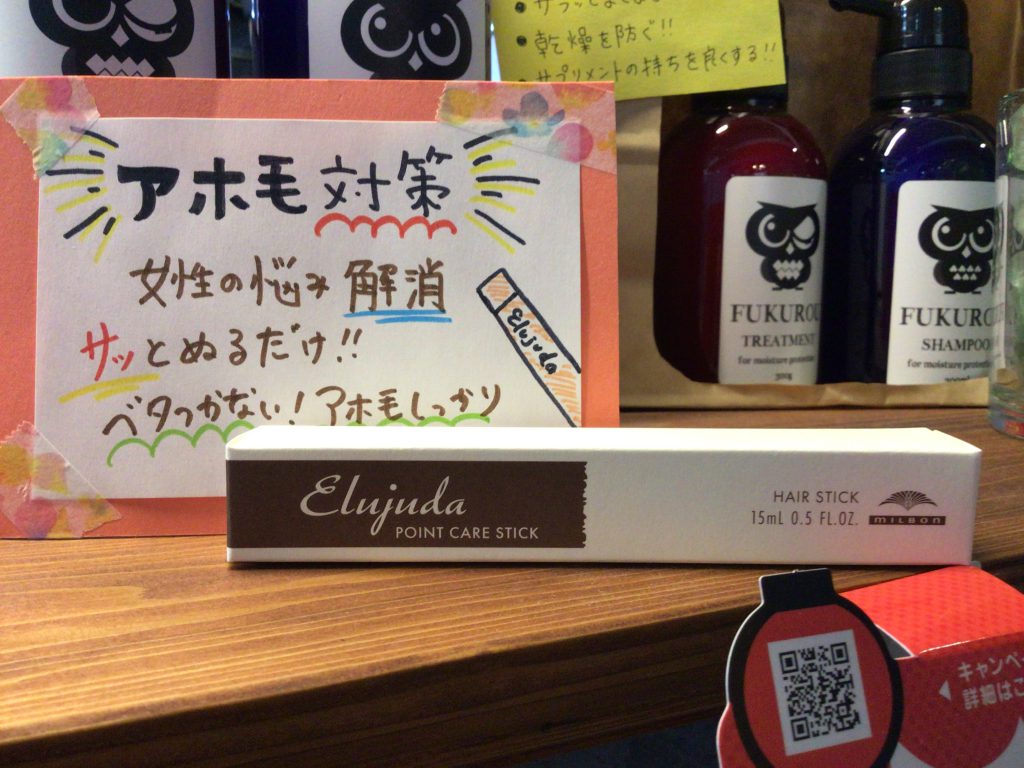 乾燥を防ぐ!!
サプリメントの持ちを良くする!!
アホ毛対策
女性の悩み解消
サッとぬるだけ!!
ベタつかない!アホ毛しっかり
Elujuda
FUKUROU
TREATMENT
for moisture protection
300g
FUKUROU
SHAMPOO
for moisture protection
Elujuda
POINT CARE STICK
HAIR STICK
15mL 0.5 FL.OZ.
MILBON
キャンペ
詳細はこ